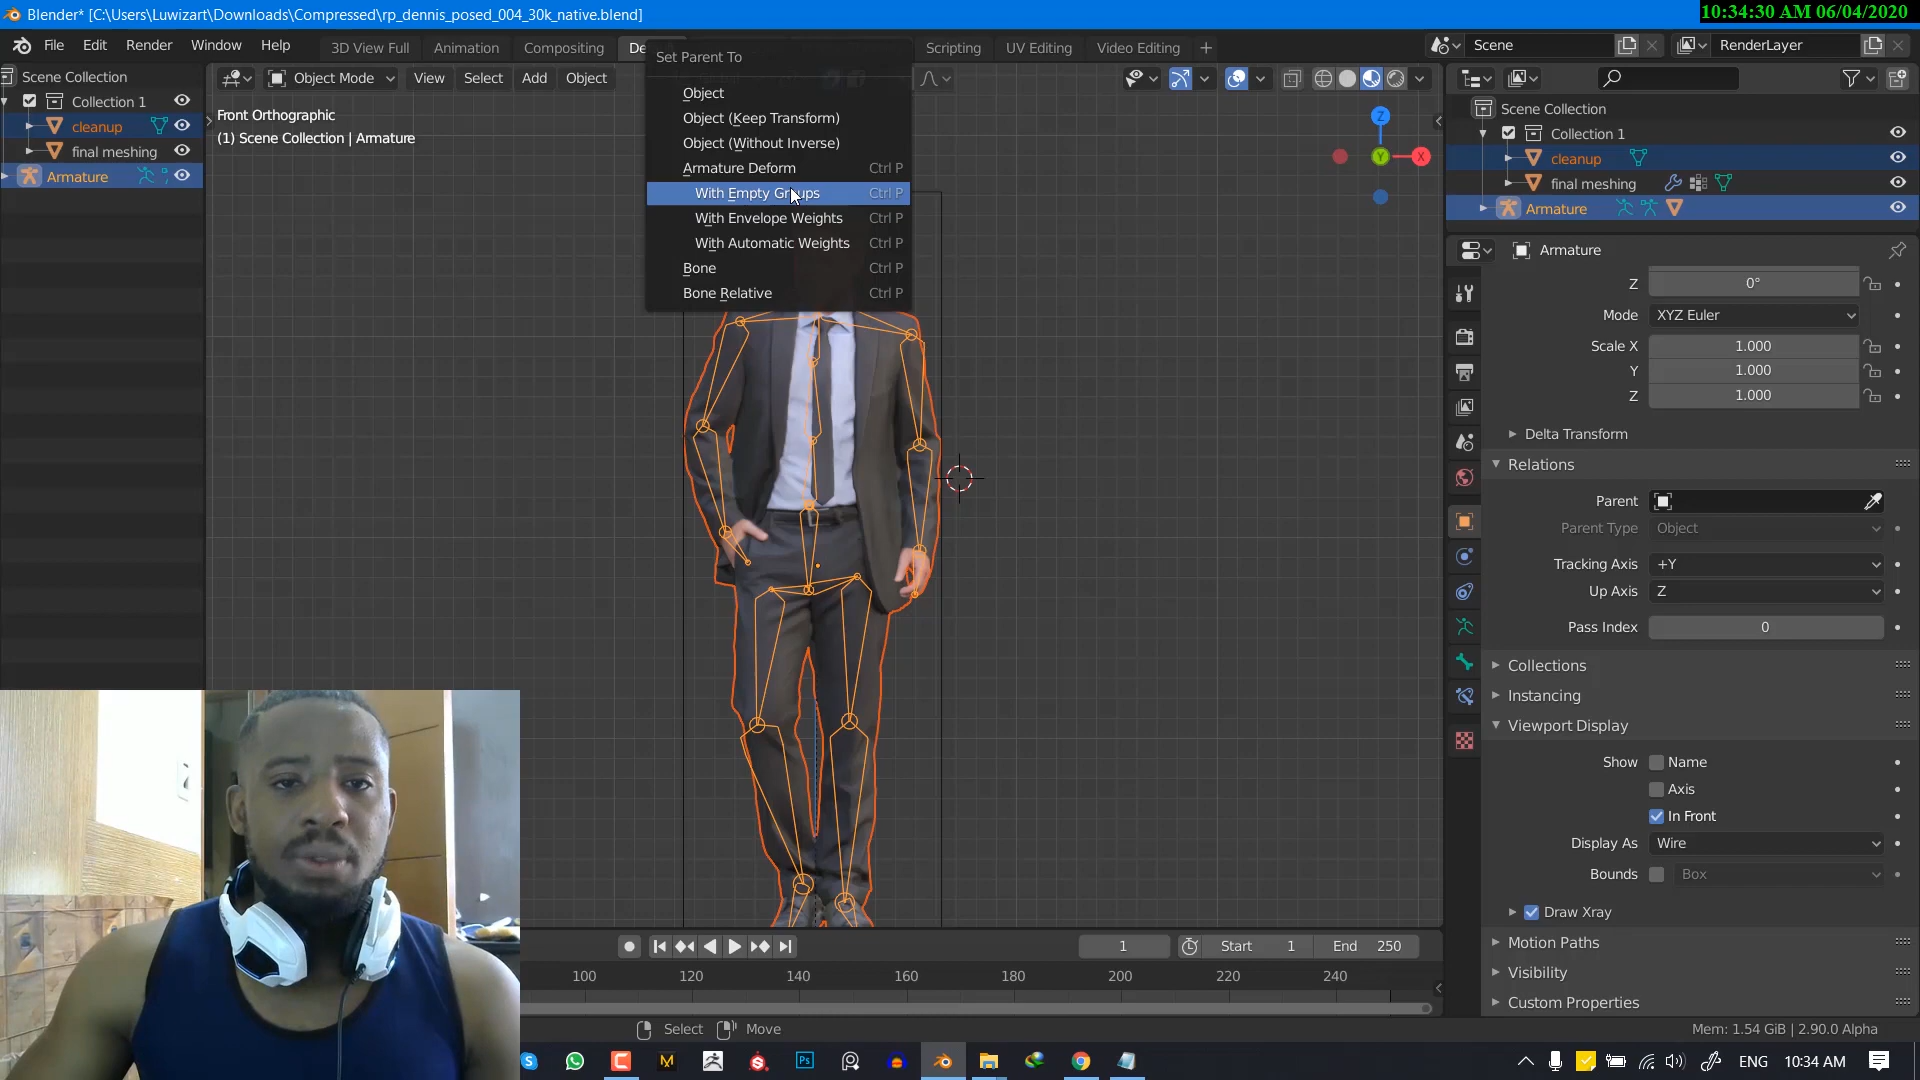 Blender* [C:\Users\Luwizart\Downloads\Compressed\rp_dennis_posed_004_30k_native.blend]
10:34:30 AM 06/04/2020
File Edit Render Window Help
3D View Full Animation Compositing De Scripting UV Editing Video Editing +
Scene
RenderLayer
Scene Collection
Collection 1
cleanup
final meshing
Armature
Object Mode View Select Add Object
Front Orthographic
(1) Scene Collection | Armature
Set Parent To
Object
Object (Keep Transform)
Object (Without Inverse)
Armature Deform Ctrl P
With Empty Groups Ctrl P
With Envelope Weights Ctrl P
With Automatic Weights Ctrl P
Bone Ctrl P
Bone Relative Ctrl P
Z
Y
X
Scene Collection
Collection 1
cleanup
final meshing
Armature
Armature
Z 0°
Mode XYZ Euler
Scale X 1.000
Y 1.000
Z 1.000
Delta Transform
Relations
Parent
Parent Type Object
Tracking Axis +Y
Up Axis Z
Pass Index 0
Collections
Instancing
Viewport Display
Show Name
Axis
In Front
Display As Wire
Bounds Box
Draw Xray
Motion Paths
Visibility
Custom Properties
1 Start 1 End 250
100 120 140 160 180 200 220 240
Select Move
Mem: 1.54 GiB | 2.90.0 Alpha
Ps
ENG 10:34 AM